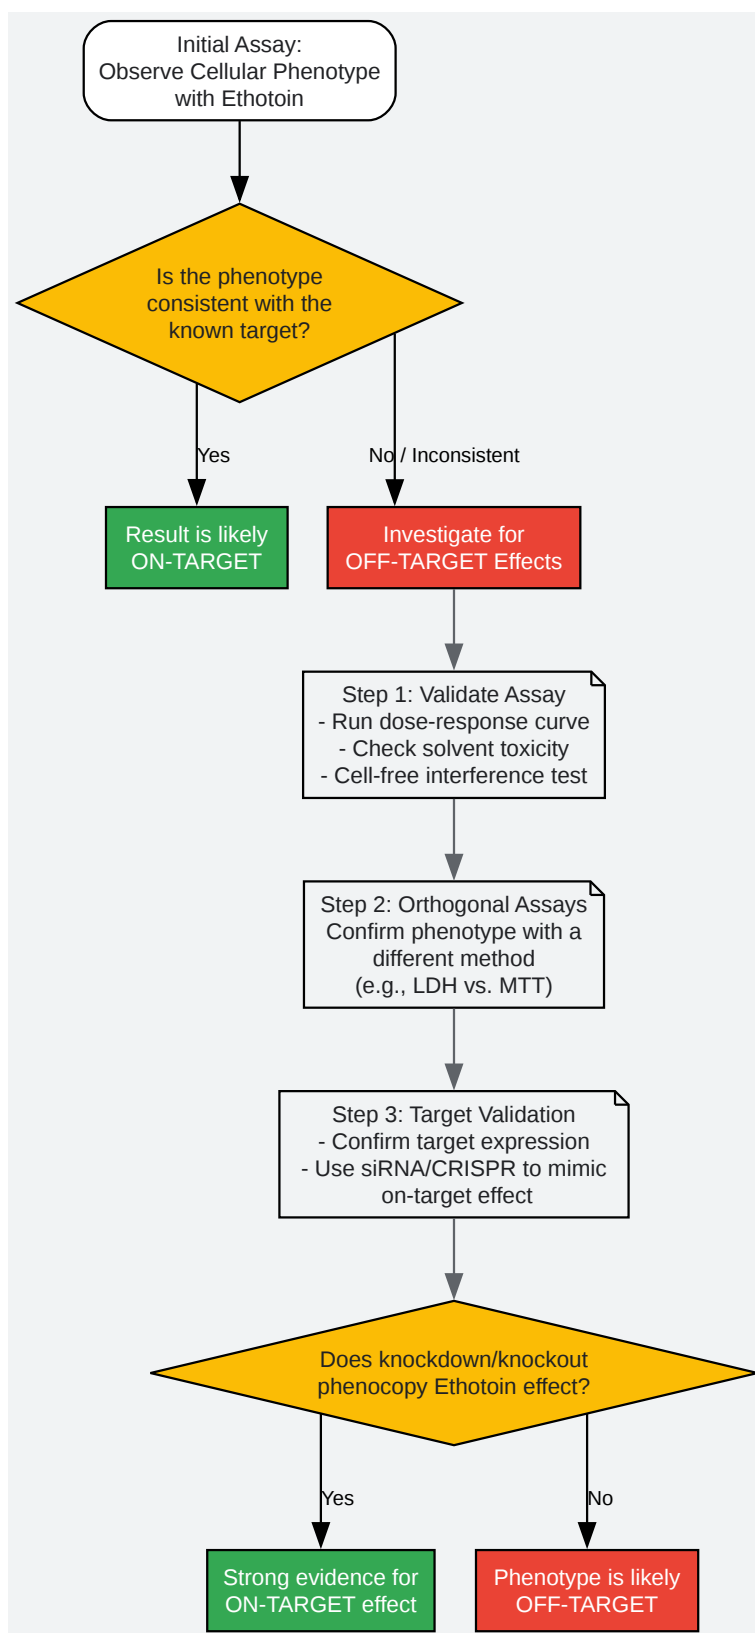 Initial Assay:
Observe Cellular Phenotype
with Ethotoin
Is the phenotype
consistent with the
known target?
Yes
No / Inconsistent
Result is likely
ON-TARGET
Investigate for
OFF-TARGET Effects
Step 1: Validate Assay
- Run dose-response curve
- Check solvent toxicity
- Cell-free interference test
Step 2: Orthogonal Assays
Confirm phenotype with a
different method
(e.g., LDH vs. MTT)
Step 3: Target Validation
- Confirm target expression
- Use siRNA/CRISPR to mimic
on-target effect
Does knockdown/knockout
phenocopy Ethotoin effect?
Yes
No
Strong evidence for
ON-TARGET effect
Phenotype is likely
OFF-TARGET